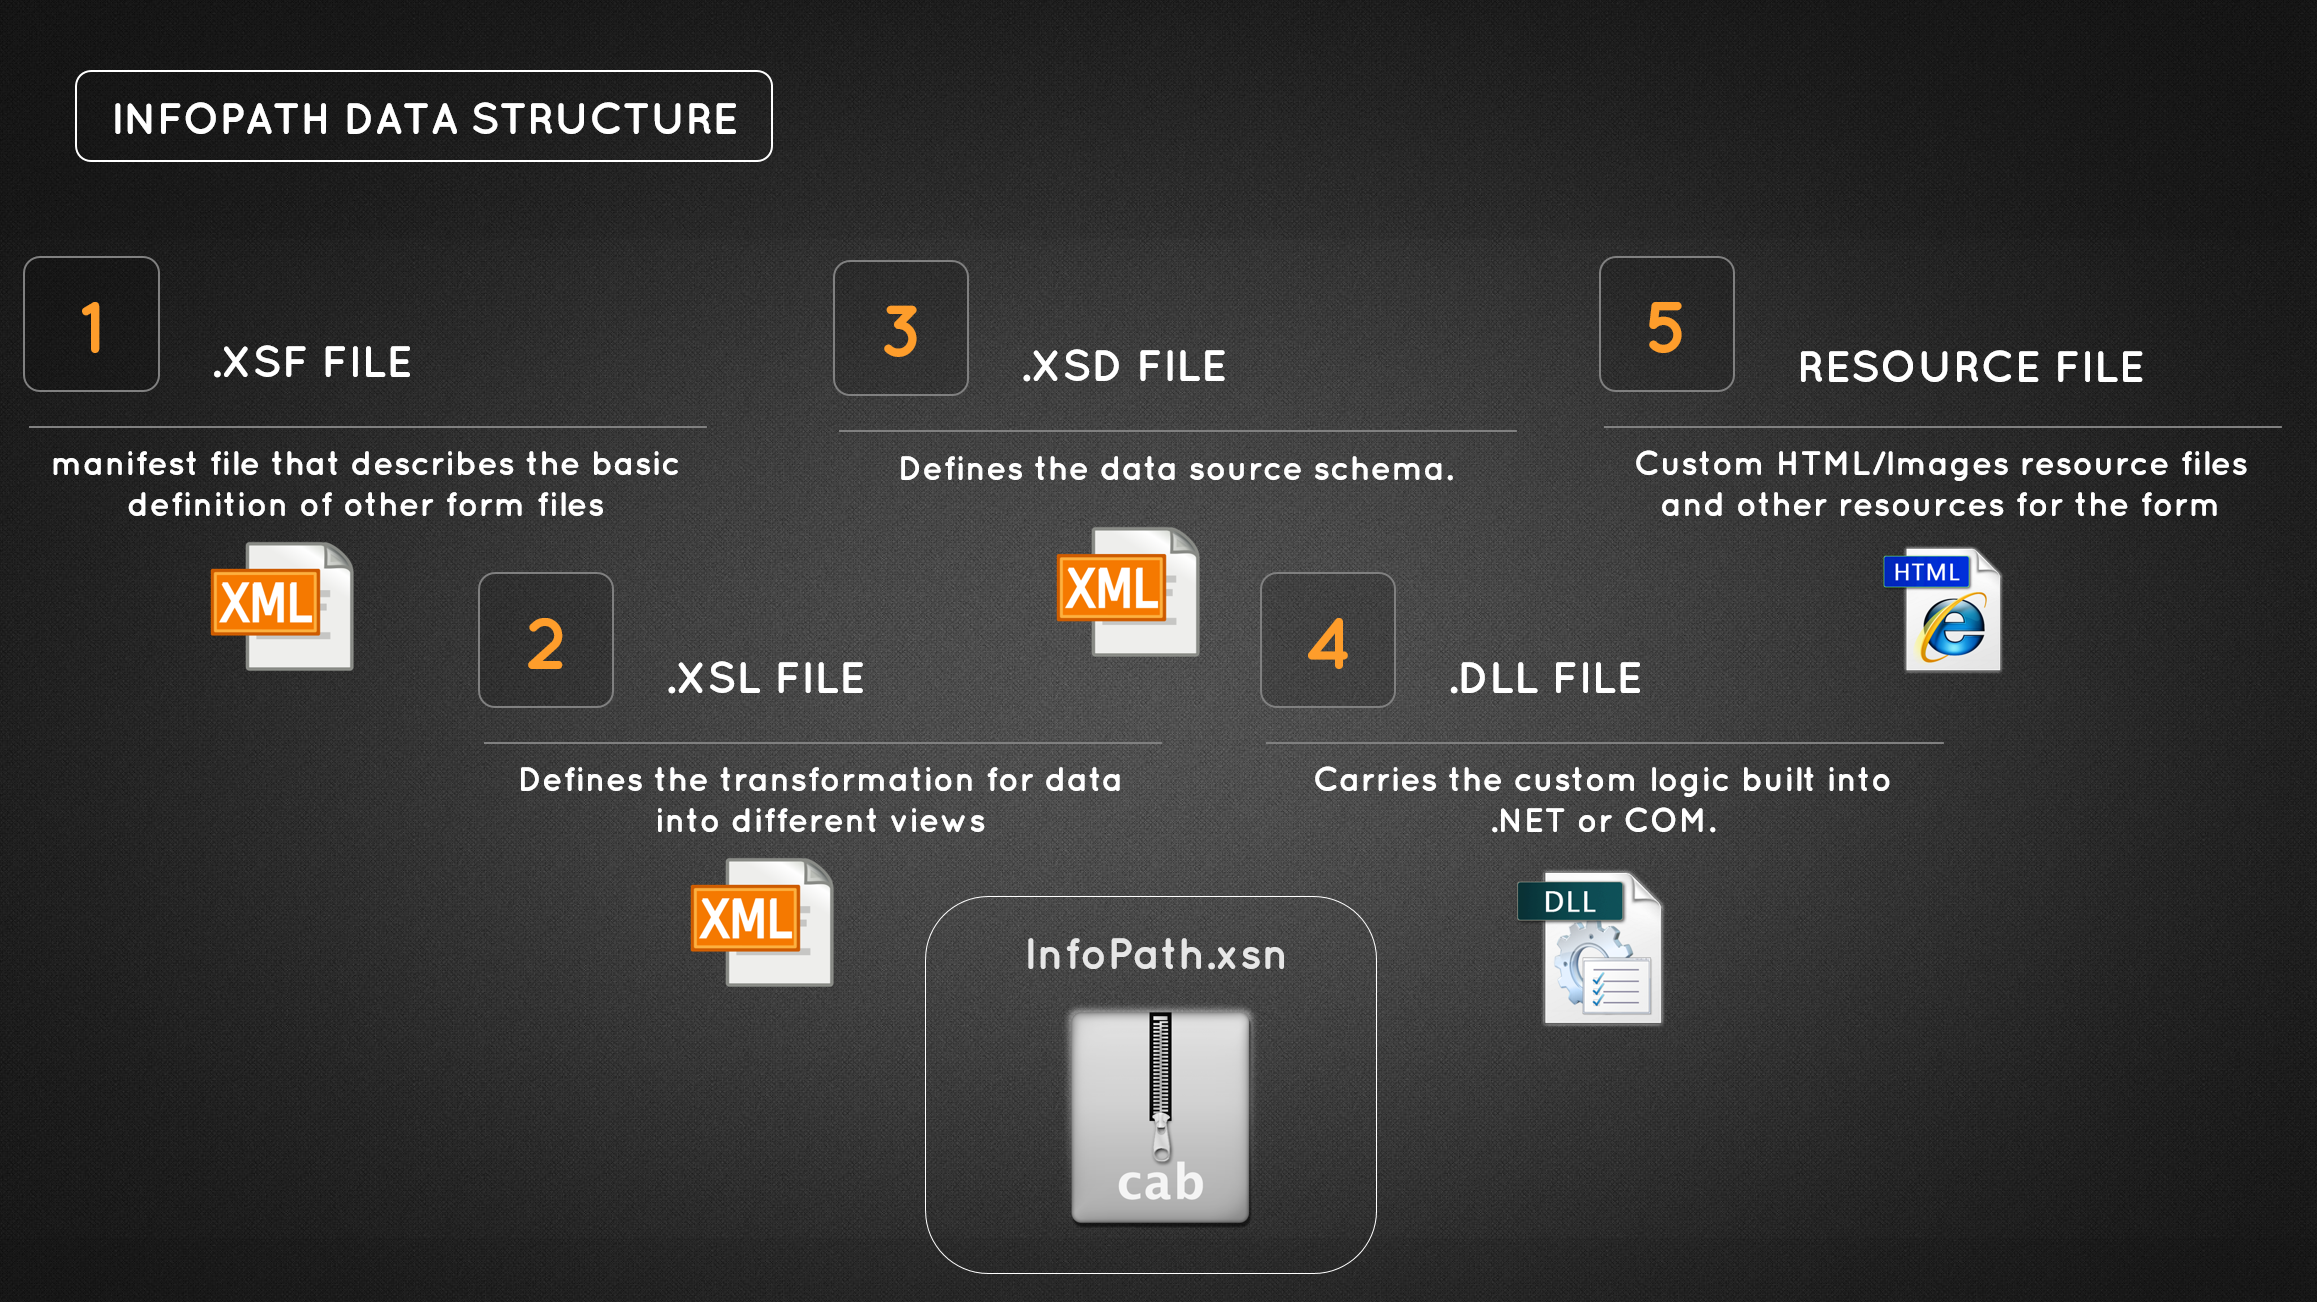 INFOPATH DATA STRUCTURE
1
.XSF FILE
manifest file that describes the basic
definition of other form files
XML
2
.XSL FILE
Defines the transformation for data
into different views
XML
3
.XSD FILE
Defines the data source schema.
XML
4
.DLL FILE
Carries the custom logic built into
.NET or COM.
DLL
5
RESOURCE FILE
Custom HTML/Images resource files
and other resources for the form
HTML
InfoPath.xsn
cab